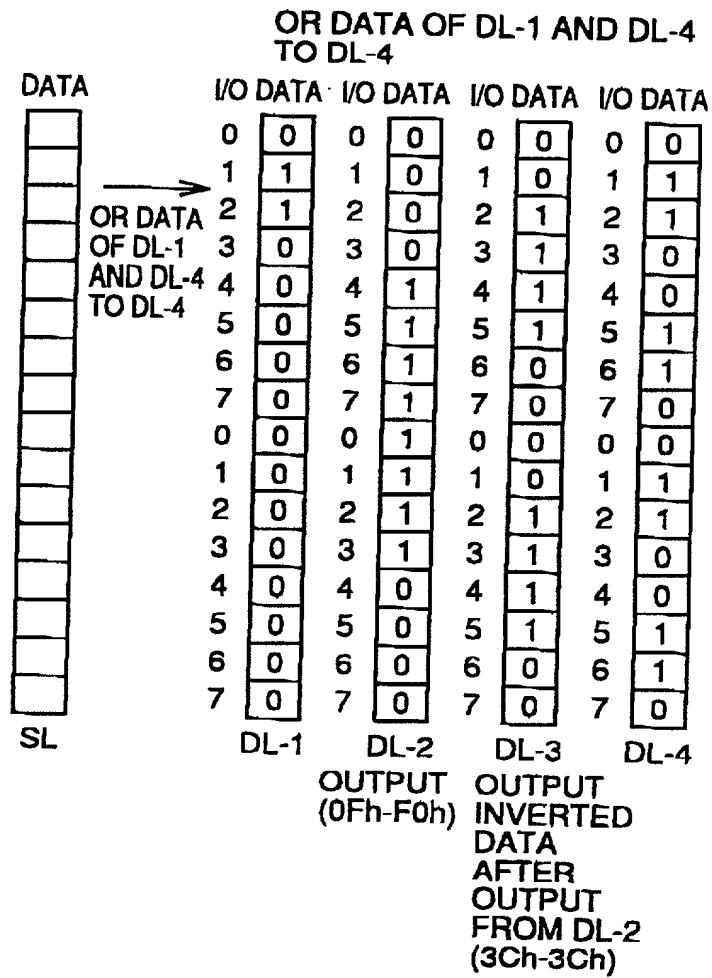 OR DATA OF DL-1 AND DL-4
TO DL-4
DATA I/O DATA I/O DATA I/O DATA I/O DATA
0 0 0 0 0 0 0 0
1 1 1 0 1 0 1 1
2 1 2 0 2 1 2 1
3 0 3 0 3 1 3 0
4 0 4 1 4 1 4 0
5 0 5 1 5 1 5 1
6 0 6 1 6 0 6 1
7 0 7 1 7 0 7 0
0 0 0 1 0 0 0 0
1 0 1 1 1 0 1 1
2 0 2 1 2 1 2 1
3 0 3 1 3 1 3 0
4 0 4 0 4 1 4 0
5 0 5 0 5 1 5 1
6 0 6 0 6 0 6 1
7 0 7 0 7 0 7 0
OR DATA
OF DL-1
AND DL-4
TO DL-4
SL DL-1 DL-2 DL-3 DL-4
OUTPUT
(0Fh-F0h)
OUTPUT
INVERTED
DATA
AFTER
OUTPUT
FROM DL-2
(3Ch-3Ch)